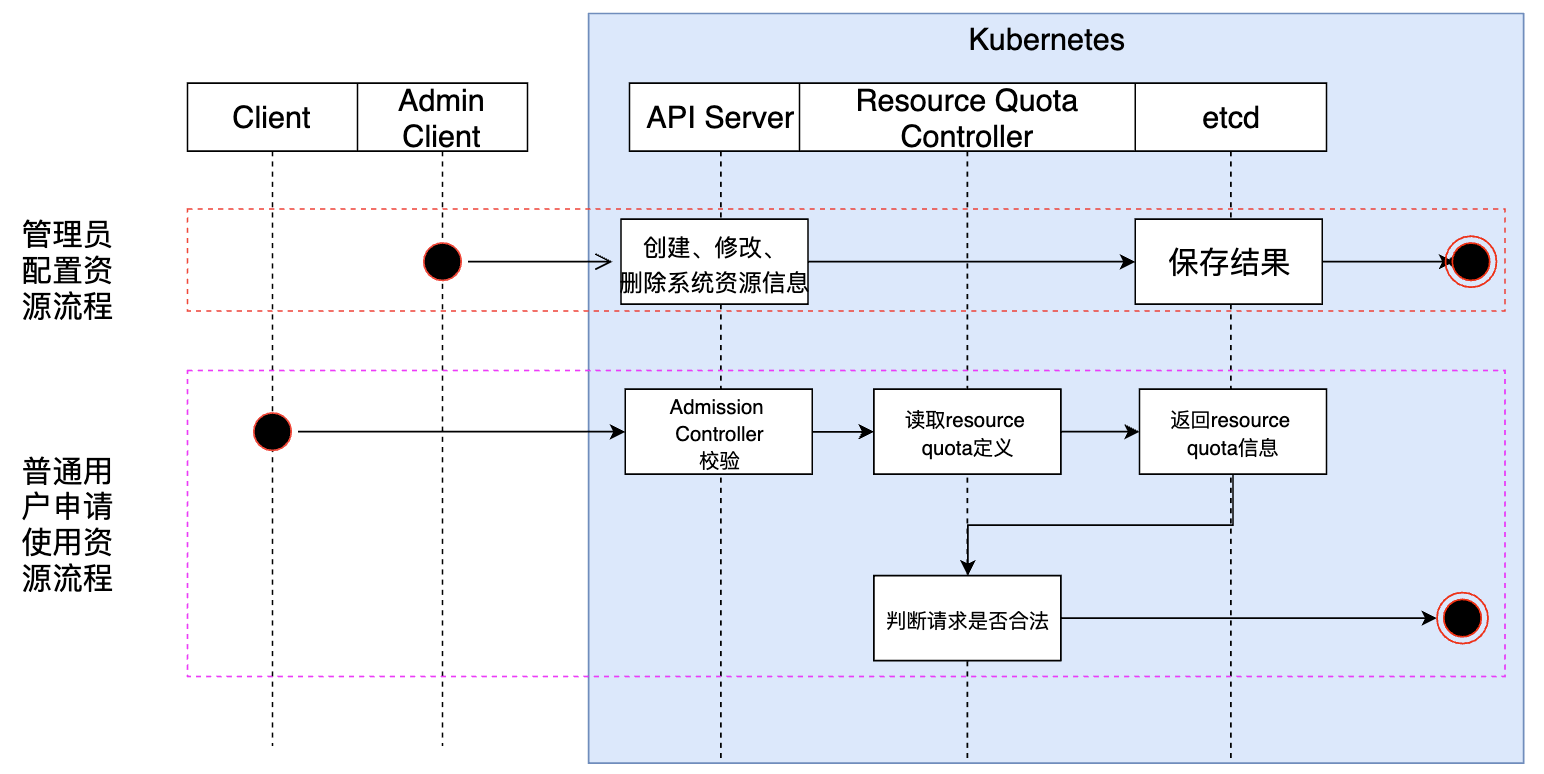 Kubernetes
Client
Admin
Client
API Server
Resource Quota
Controller
etcd
管理员
配置资
源流程
创建、修改、
删除系统资源信息
保存结果
普通用
户申请
使用资
源流程
Admission
Controller
校验
读取resource
quota定义
返回resource
quota信息
判断请求是否合法